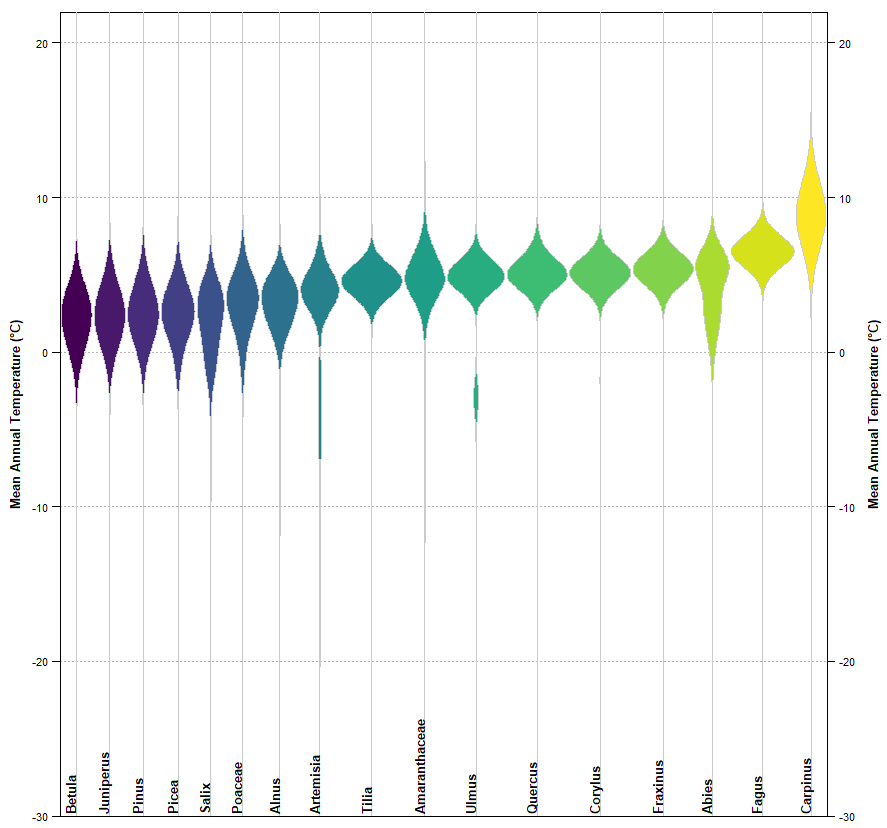 20
10
0
-10
-20
-30
Mean Annual Temperature (°C)
Betula
Juniperus
Pinus
Picea
Salix
Poaceae
Alnus
Artemisia
Tilia
Amaranthaceae
Ulmus
Quercus
Corylus
Fraxinus
Abies
Fagus
Carpinus
20
10
0
-10
-20
-30
Mean Annual Temperature (°C)